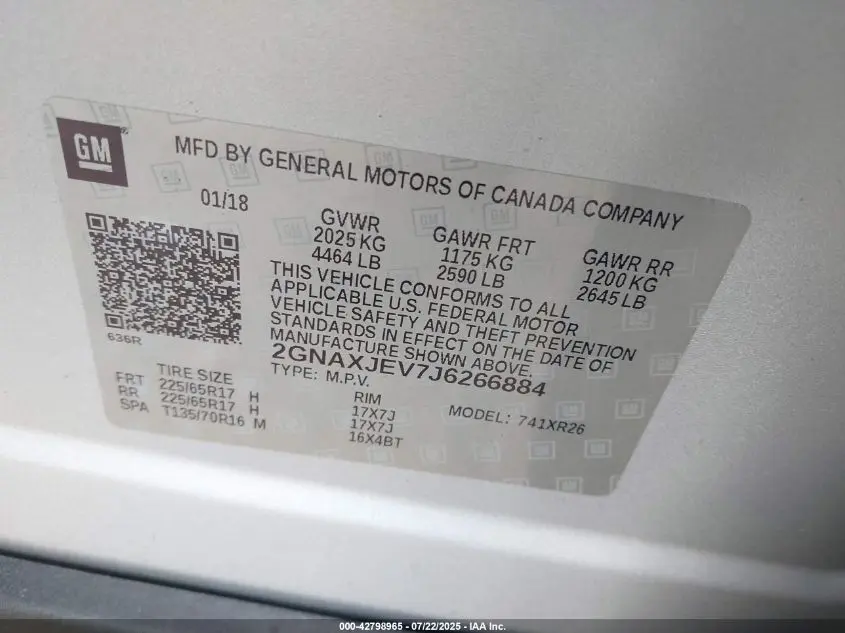 GM
MFD BY GENERAL MOTORS OF CANADA COMPANY
01/18
GVWR
2025 KG
4464 LB
GAWR FRT
1175 KG
2590 LB
GAWR RR
1200 KG
2645 LB
THIS VEHICLE CONFORMS TO ALL
APPLICABLE U.S. FEDERAL MOTOR
VEHICLE SAFETY AND THEFT PREVENTION
STANDARDS IN EFFECT ON THE DATE OF
MANUFACTURE SHOWN ABOVE.
2GNAXJEV7J6266884
TYPE: M.P.V.
636R
TIRE SIZE
RIM
FRT 225/65R17 H 17X7J
RR 225/65R17 H 17X7J
SPA T135/70R16 M 16X4BT
MODEL: 741XR26
000-42798965 - 07/22/2025 - IAA Inc.